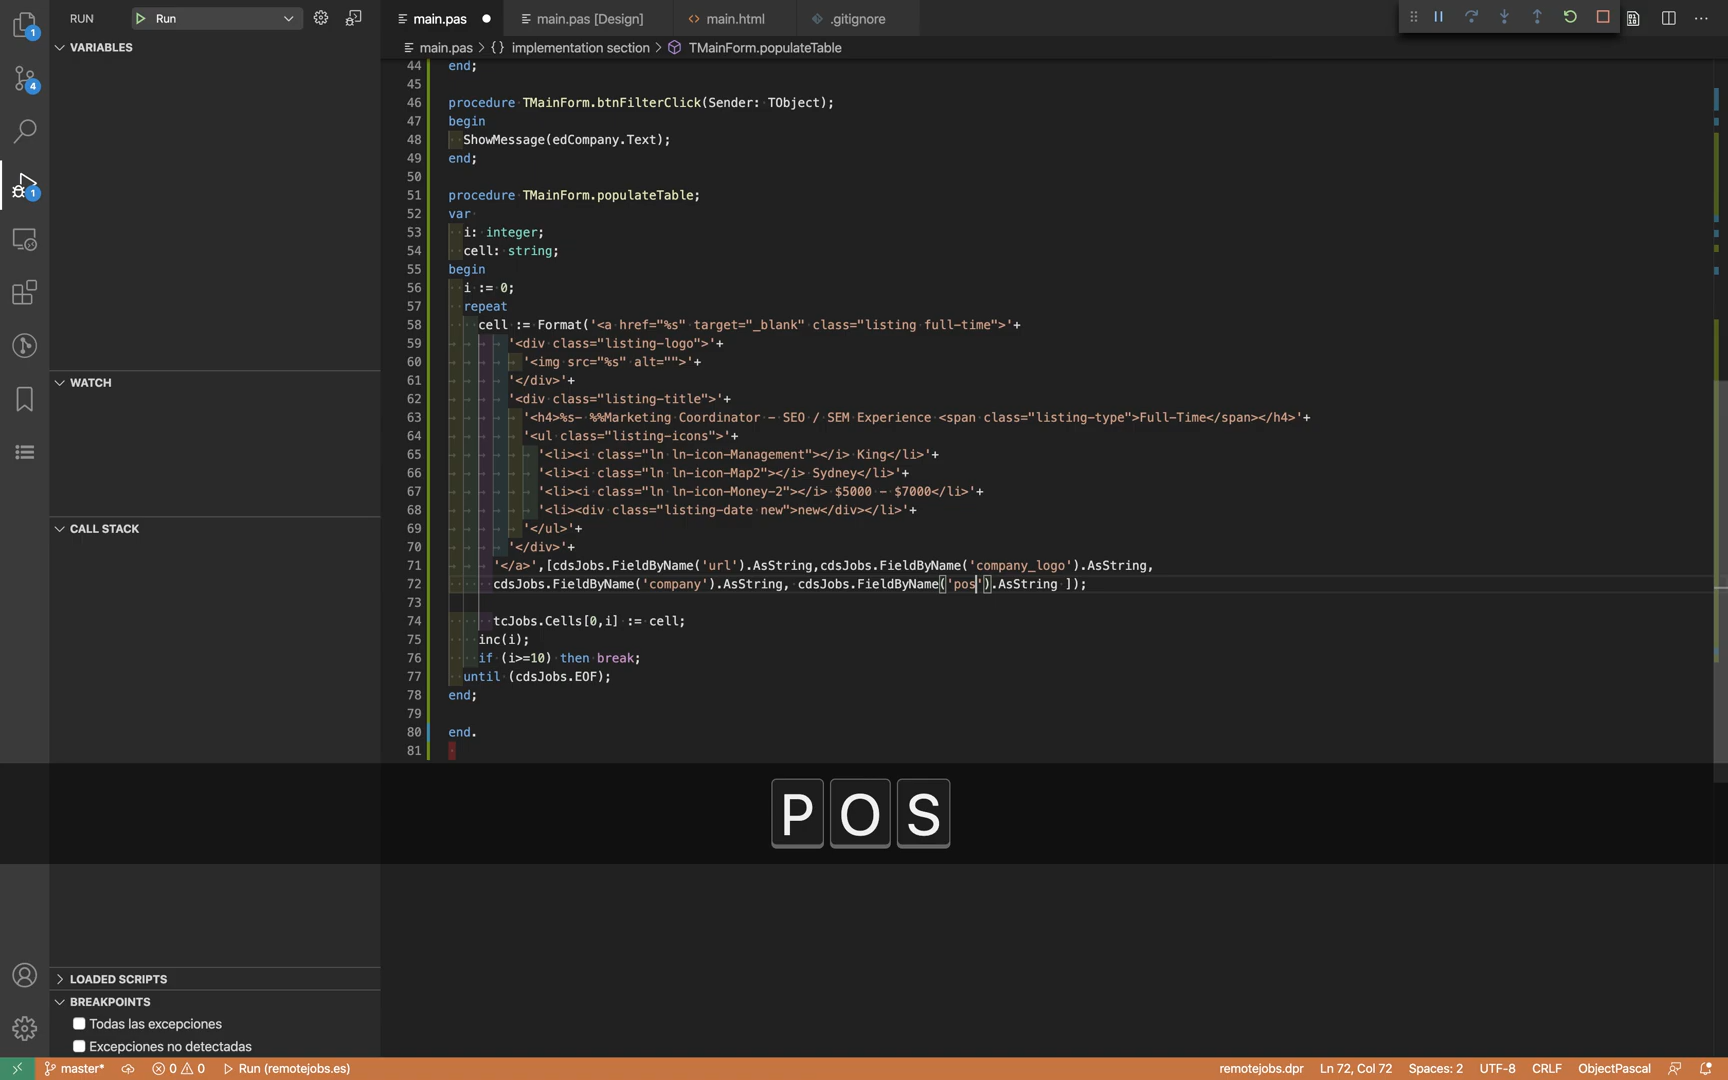 1
4
1
RUN
Run
main.pas
main.pas [Design]
main.html
.gitignore
main.pas > {} implementation section > TMainForm.populateTable
VARIABLES
WATCH
CALL STACK
LOADED SCRIPTS
BREAKPOINTS
Todas las excepciones
Excepciones no detectadas
44 end;
45
46 procedure TMainForm.btnFilterClick(Sender: TObject);
47 begin
48 ShowMessage(edCompany.Text);
49 end;
50
51 procedure TMainForm.populateTable;
52 var
53 i: integer;
54 cell: string;
55 begin
56 i := 0;
57 repeat
58 cell := Format('<a href="%s" target="_blank" class="listing full-time">'+
59 '<div class="listing-logo">'+
60 '<img src="%s" alt="">'+
61 '</div>'+
62 '<div class="listing-title">'+
63 '<h4>%s- %%Marketing Coordinator - SEO / SEM Experience <span class="listing-type">Full-Time</span></h4>'+
64 '<ul class="listing-icons">'+
65 '<li><i class="ln ln-icon-Management"></i> King</li>'+
66 '<li><i class="ln ln-icon-Map2"></i> Sydney</li>'+
67 '<li><i class="ln ln-icon-Money-2"></i> $5000 - $7000</li>'+
68 '<li><div class="listing-date new">new</div></li>'+
69 '</ul>'+
70 '</div>'+
71 '</a>',[cdsJobs.FieldByName('url').AsString,cdsJobs.FieldByName('company_logo').AsString,
72 cdsJobs.FieldByName('company').AsString, cdsJobs.FieldByName('pos').AsString ]);
73
74 tcJobs.Cells[0,i] := cell;
75 inc(i);
76 if (i>=10) then break;
77 until (cdsJobs.EOF);
78 end;
79
80 end.
81
P O S
master*
0
0
Run (remotejobs.es)
remotejobs.dpr
Ln 72, Col 72
Spaces: 2
UTF-8
CRLF
ObjectPascal